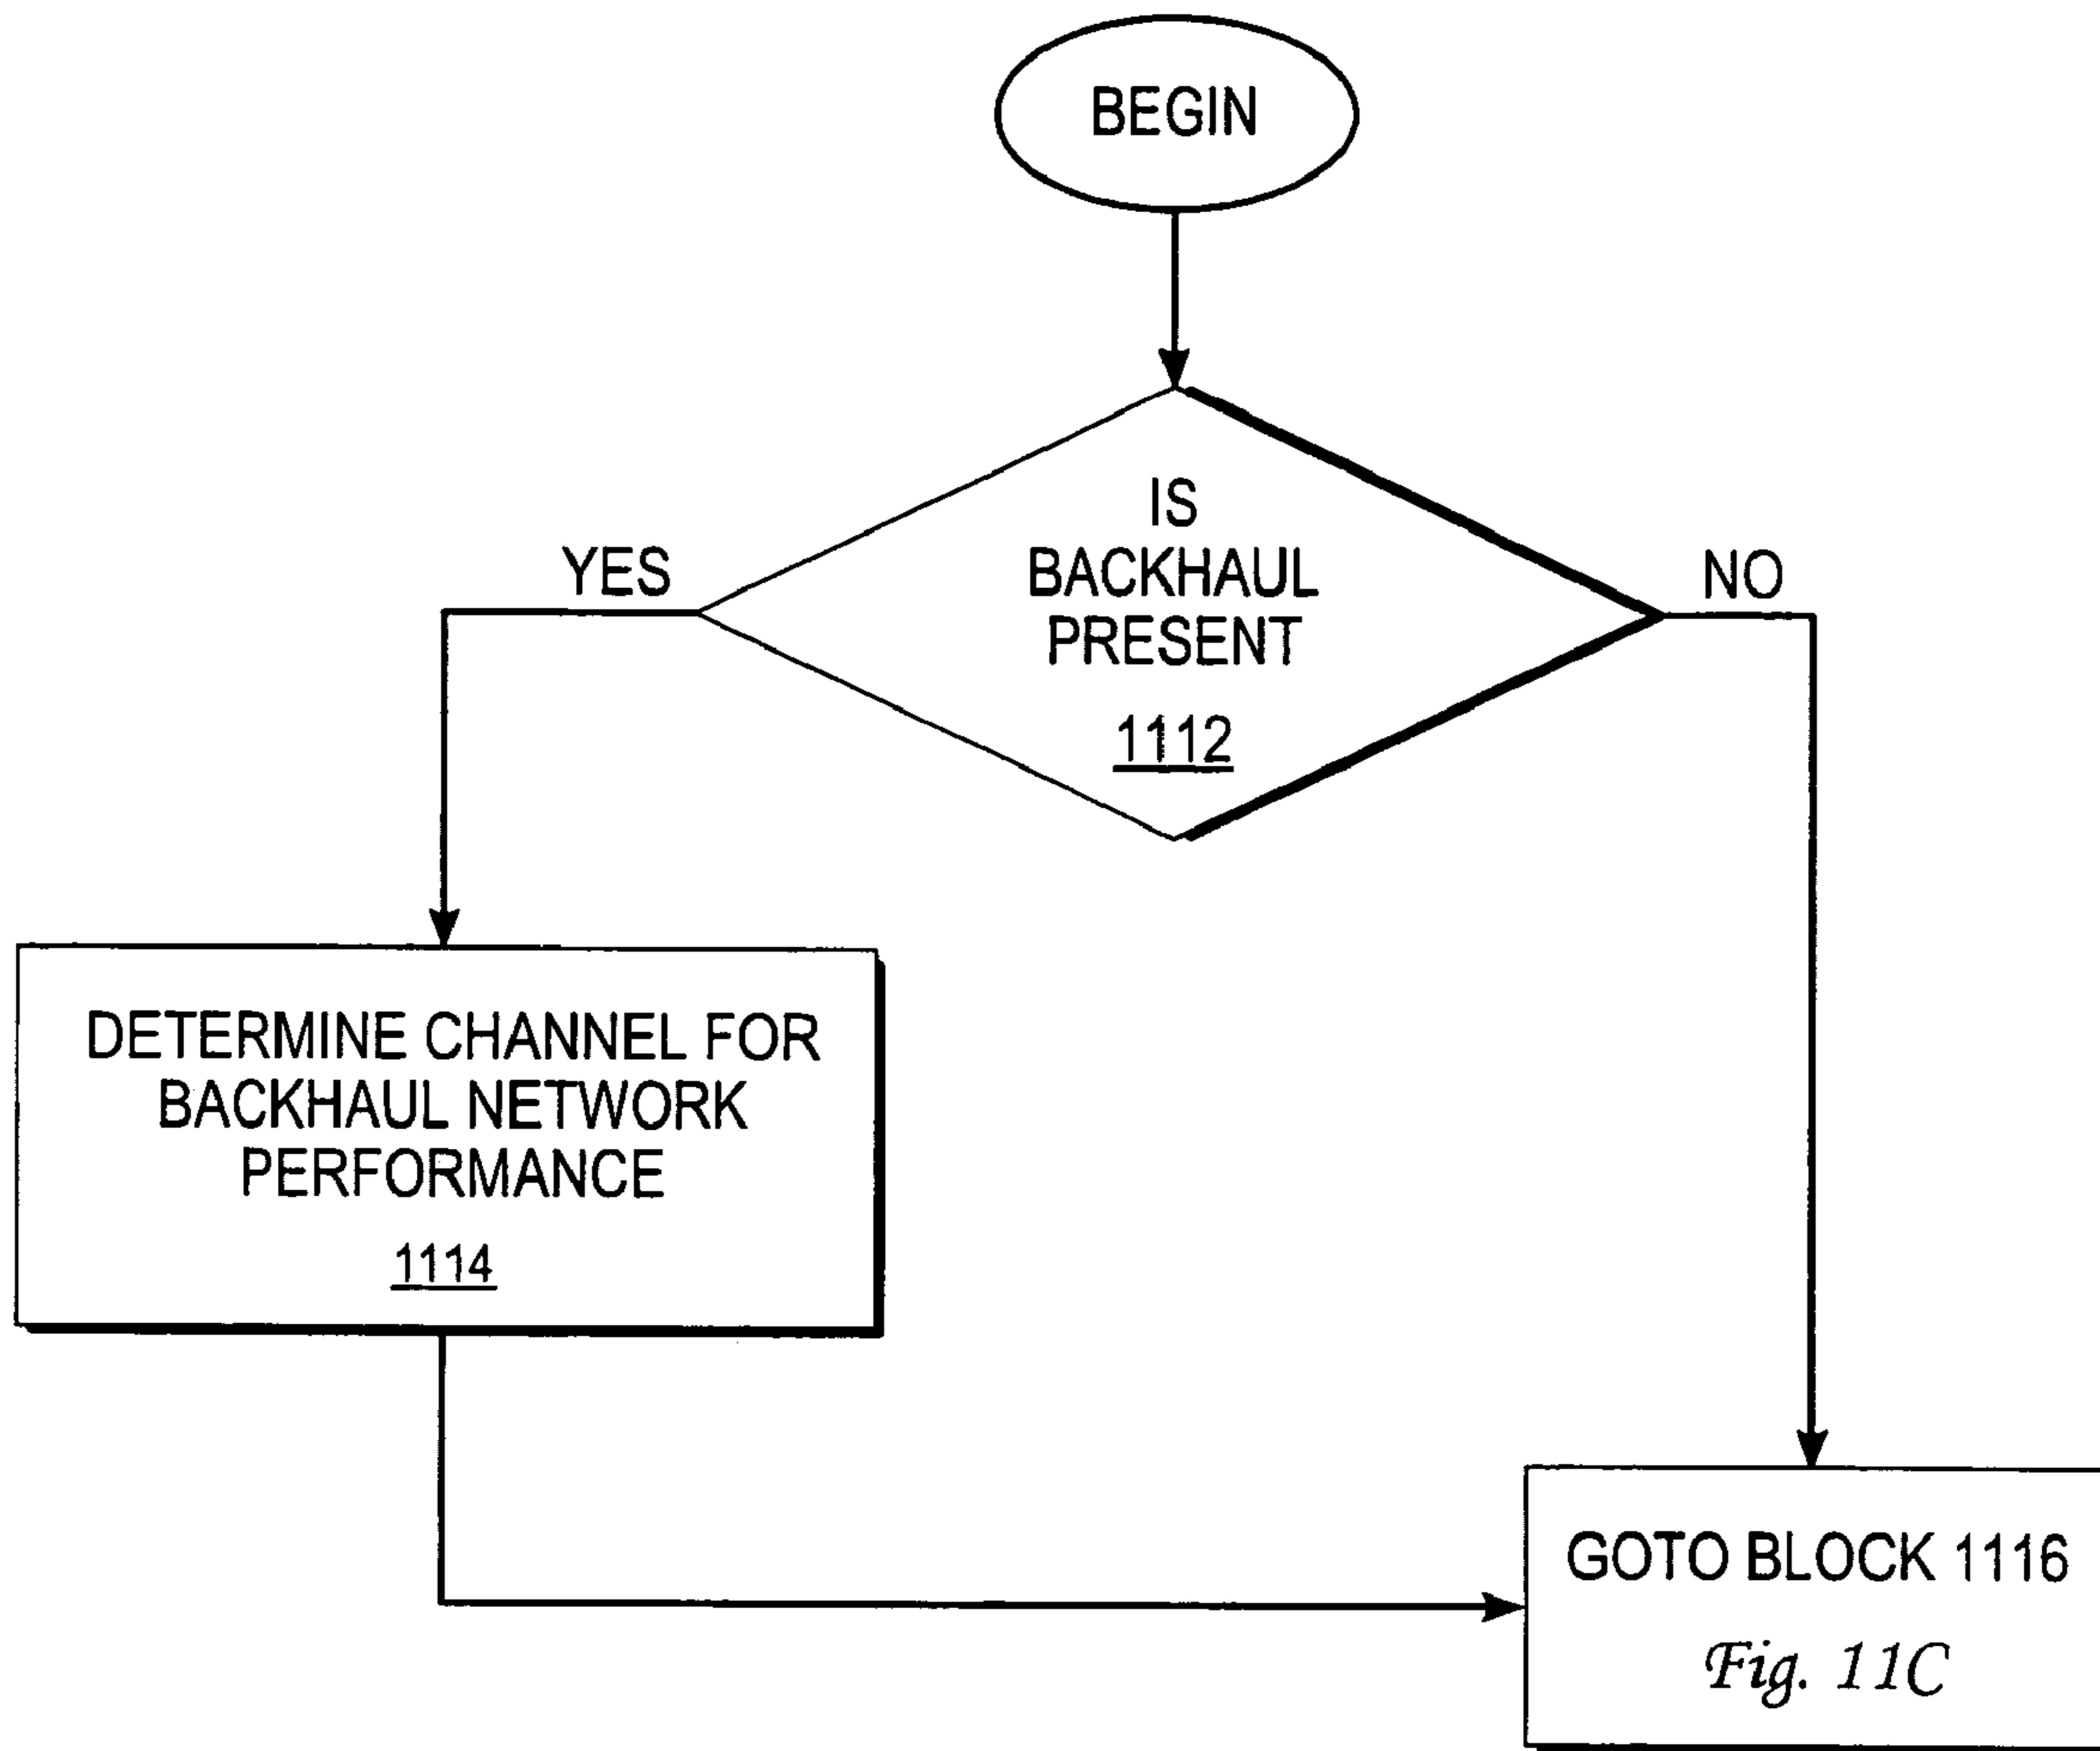 BEGIN
IS
BACKHAUL
PRESENT
1112
YES
NO
DETERMINE CHANNEL FOR
BACKHAUL NETWORK
PERFORMANCE
1114
GOTO BLOCK 1116
Fig. 11C